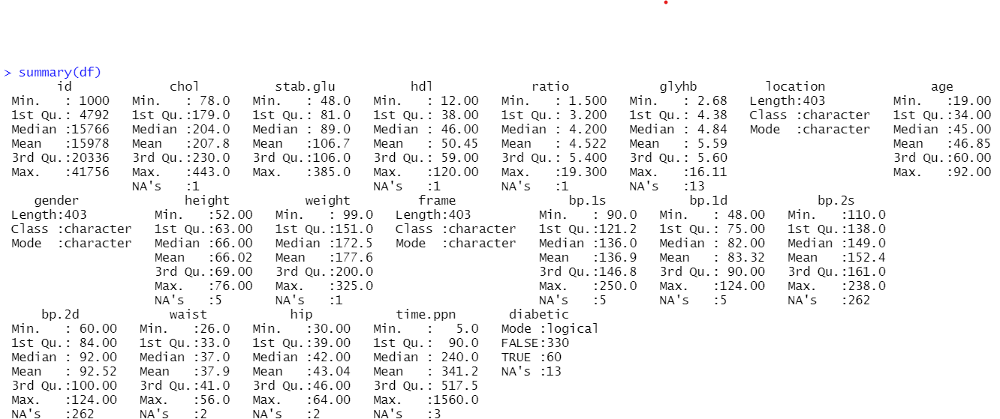 > summary(df)
       id             chol          stab.glu          hdl             ratio            glyhb         location              age
 Min.   : 1000   Min.   : 78.0   Min.   : 48.0   Min.   : 12.00   Min.   : 1.500   Min.   : 2.68   Length:403         Min.   :19.00
 1st Qu.: 4792   1st Qu.:179.0   1st Qu.: 81.0   1st Qu.: 38.00   1st Qu.: 3.200   1st Qu.: 4.38   Class :character   1st Qu.:34.00
 Median :15766   Median :204.0   Median : 89.0   Median : 46.00   Median : 4.200   Median : 4.84   Mode  :character   Median :45.00
 Mean   :15978   Mean   :207.8   Mean   :106.7   Mean   : 50.45   Mean   : 4.522   Mean   : 5.59                      Mean   :46.85
 3rd Qu.:20336   3rd Qu.:230.0   3rd Qu.:106.0   3rd Qu.: 59.00   3rd Qu.: 5.400   3rd Qu.: 5.60                      3rd Qu.:60.00
 Max.   :41756   Max.   :443.0   Max.   :385.0   Max.   :120.00   Max.   :19.300   Max.   :16.11                      Max.   :92.00
                 NA's   :1                       NA's   :1        NA's   :1        NA's   :13
    gender              height          weight         frame               bp.1s           bp.1d            bp.2s
 Length:403         Min.   :52.00   Min.   : 99.0   Length:403         Min.   : 90.0   Min.   : 48.00   Min.   :110.0
 Class :character   1st Qu.:63.00   1st Qu.:151.0   Class :character   1st Qu.:121.2   1st Qu.: 75.00   1st Qu.:138.0
 Mode  :character   Median :66.00   Median :172.5   Mode  :character   Median :136.0   Median : 82.00   Median :149.0
                    Mean   :66.02   Mean   :177.6                      Mean   :136.9   Mean   : 83.32   Mean   :152.4
                    3rd Qu.:69.00   3rd Qu.:200.0                      3rd Qu.:146.8   3rd Qu.: 90.00   3rd Qu.:161.0
                    Max.   :76.00   Max.   :325.0                      Max.   :250.0   Max.   :124.00   Max.   :238.0
                    NA's   :5       NA's   :1                          NA's   :5       NA's   :5        NA's   :262
     bp.2d            waist           hip           time.ppn       diabetic
 Min.   : 60.00   Min.   :26.0   Min.   :30.00   Min.   :   5.0   Mode :logical
 1st Qu.: 84.00   1st Qu.:33.0   1st Qu.:39.00   1st Qu.:  90.0   FALSE:330
 Median : 92.00   Median :37.0   Median :42.00   Median : 240.0   TRUE :60
 Mean   : 92.52   Mean   :37.9   Mean   :43.04   Mean   : 341.2   NA's :13
 3rd Qu.:100.00   3rd Qu.:41.0   3rd Qu.:46.00   3rd Qu.: 517.5
 Max.   :124.00   Max.   :56.0   Max.   :64.00   Max.   :1560.0
 NA's   :262      NA's   :2      NA's   :2       NA's   :3